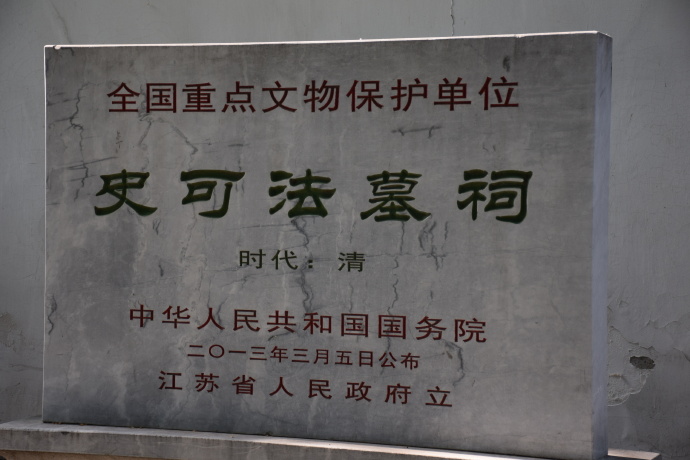 全国重点文物保护单位
史可法墓祠
时代：清
中华人民共和国国务院
二〇一三年三月五日公布
江苏省人民政府立